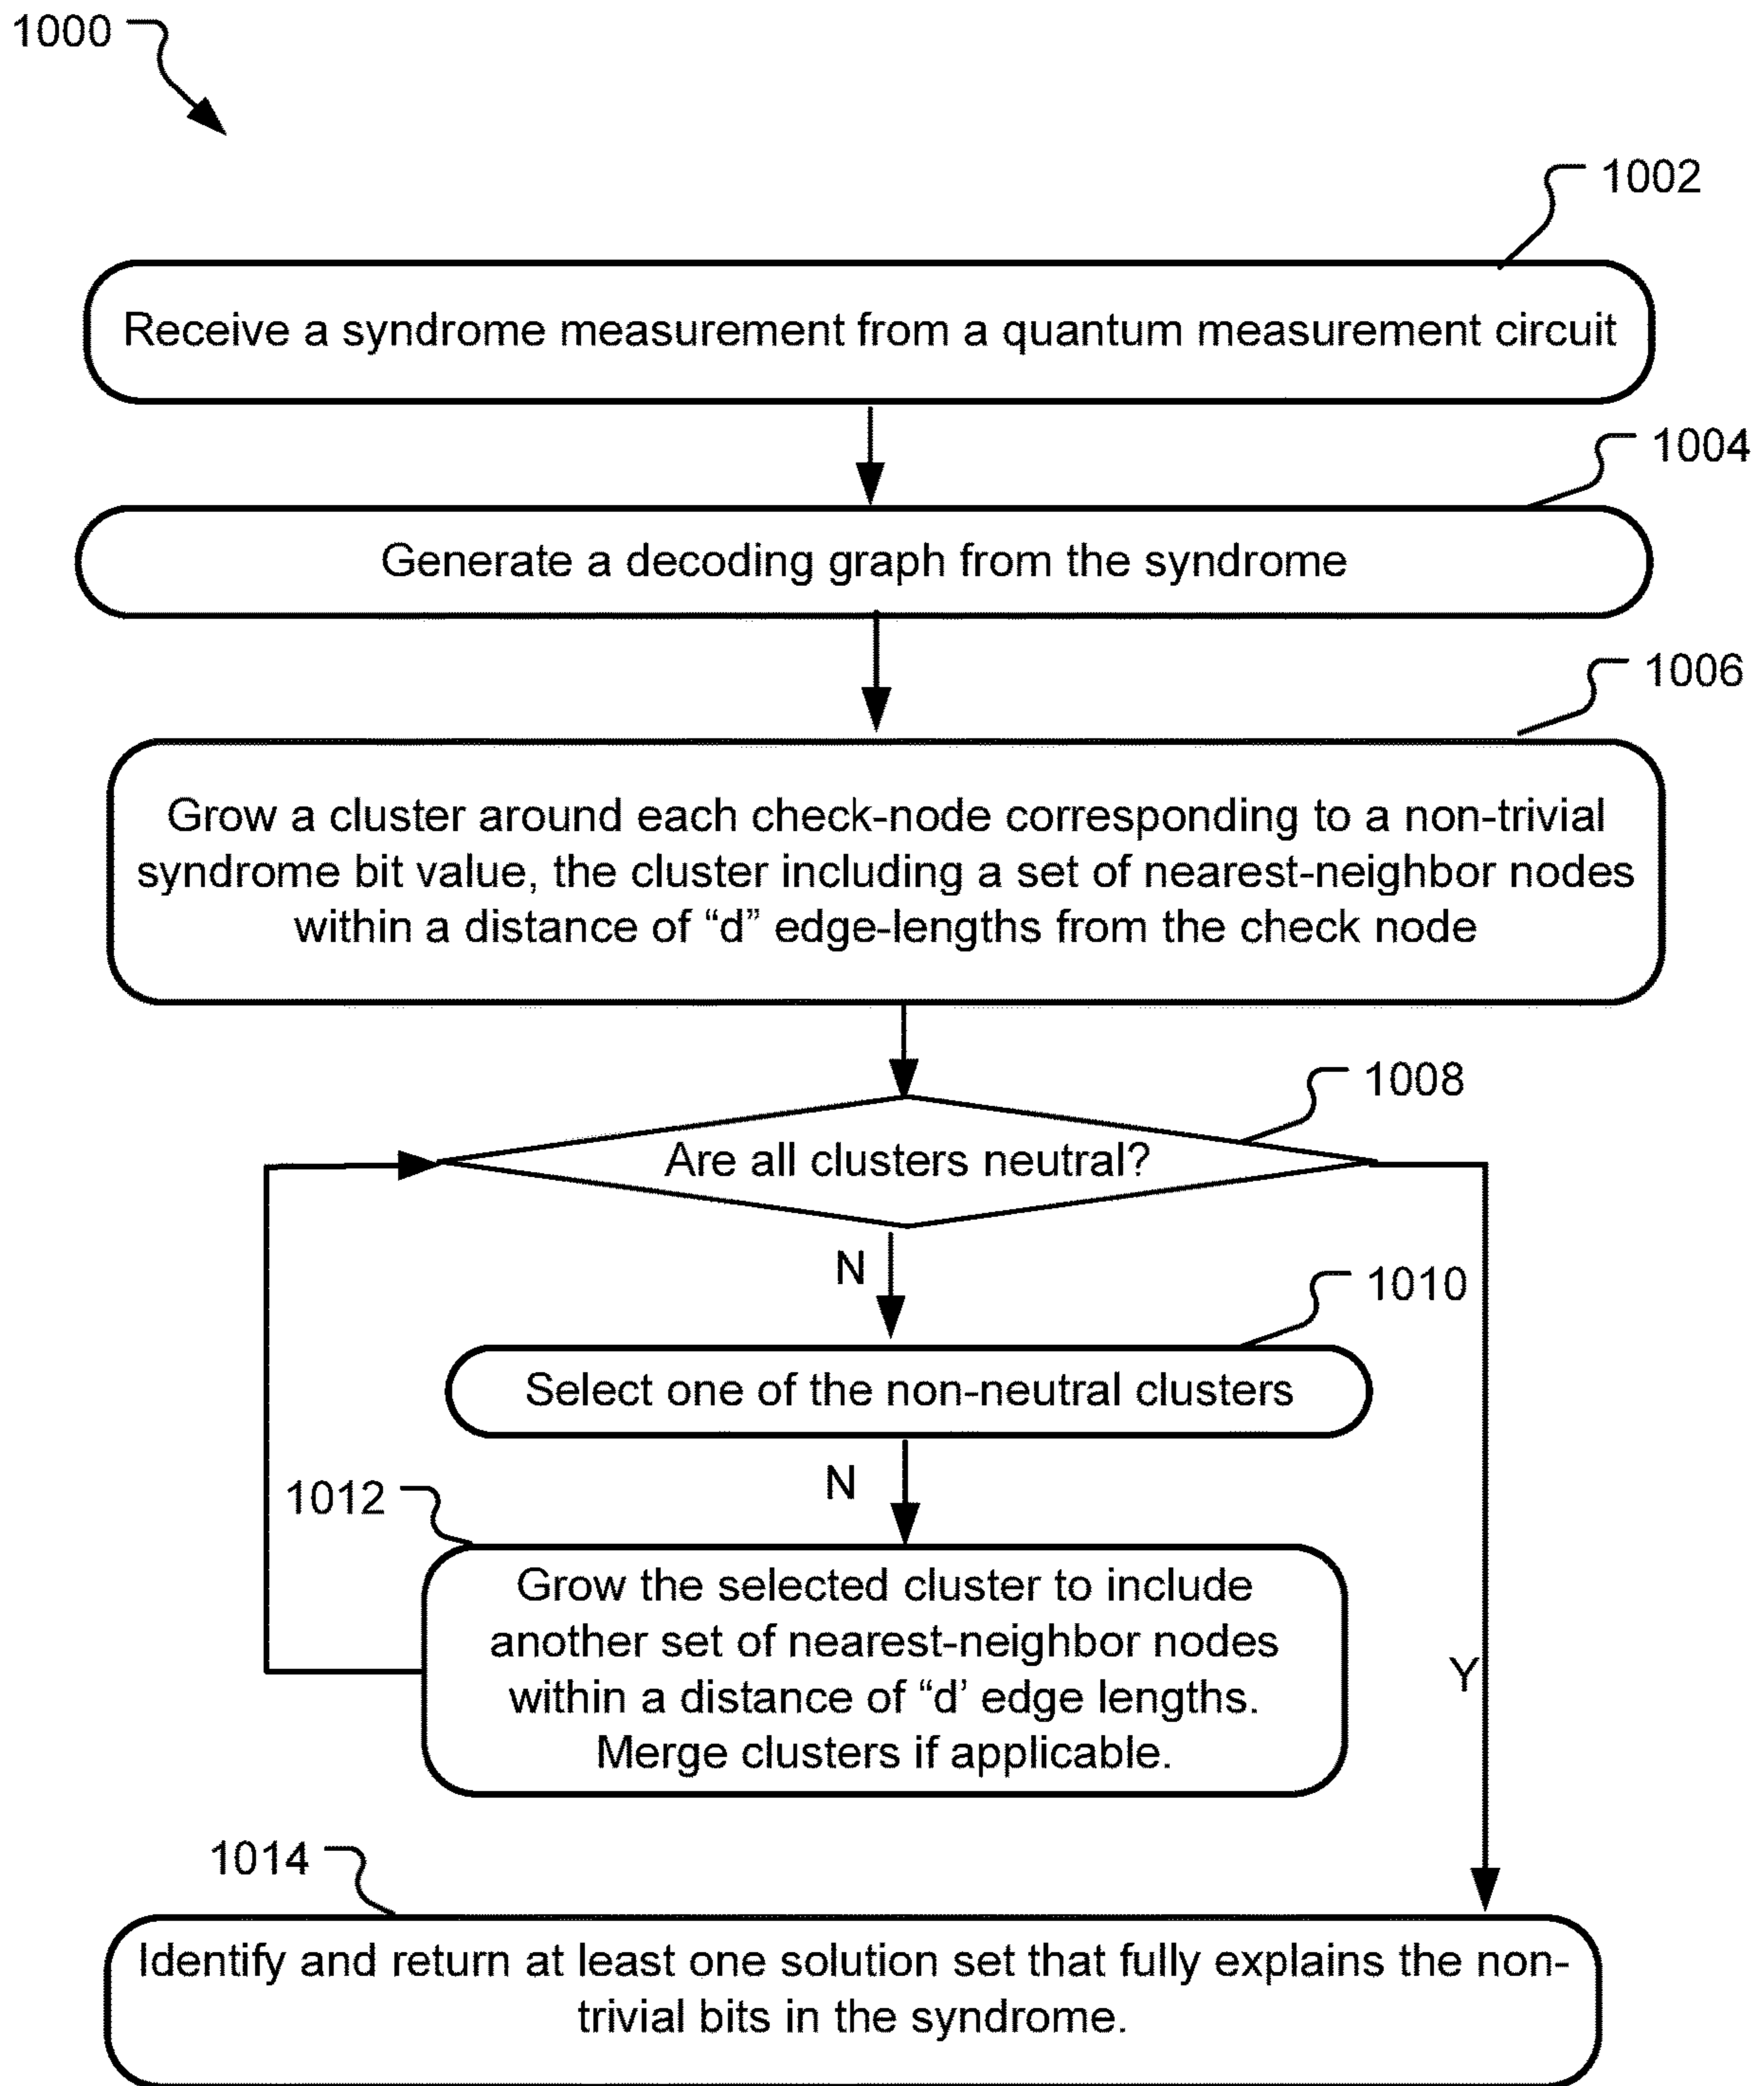 1000
1002
Receive a syndrome measurement from a quantum measurement circuit
1004
Generate a decoding graph from the syndrome
1006
Grow a cluster around each check-node corresponding to a non-trivial
syndrome bit value, the cluster including a set of nearest-neighbor nodes
within a distance of “d” edge-lengths from the check node
1008
Are all clusters neutral?
N
1010
Select one of the non-neutral clusters
N
1012
Grow the selected cluster to include
another set of nearest-neighbor nodes
within a distance of “d’ edge lengths.
Merge clusters if applicable.
Y
1014
Identify and return at least one solution set that fully explains the non-
trivial bits in the syndrome.